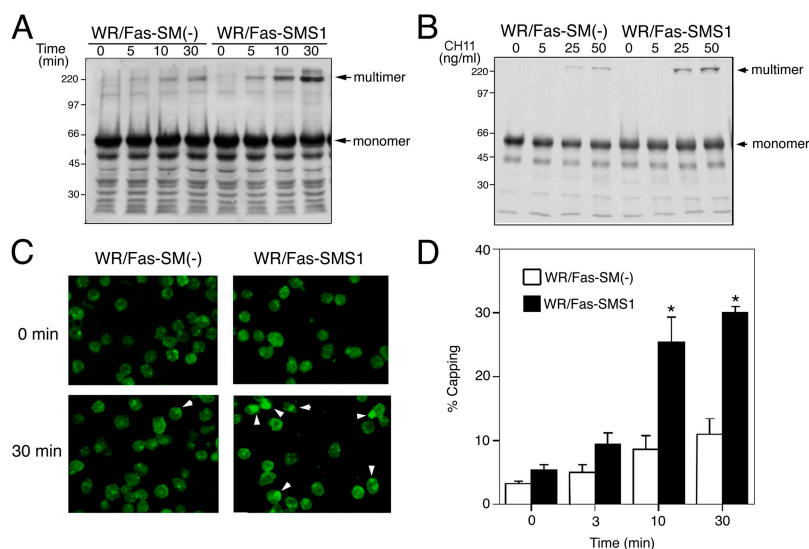 A
WR/Fas-SM(-) WR/Fas-SMS1
Time (min) 0 5 10 30 0 5 10 30
220
97
66
45
30
multimer
monomer
B
WR/Fas-SM(-) WR/Fas-SMS1
CH11 (ng/ml) 0 5 25 50 0 5 25 50
220
97
66
45
30
multimer
monomer
C
WR/Fas-SM(-) WR/Fas-SMS1
0 min
30 min
D
40
30
20
10
0
% Capping
WR/Fas-SM(-)
WR/Fas-SMS1
* *
0 3 10 30
Time (min)